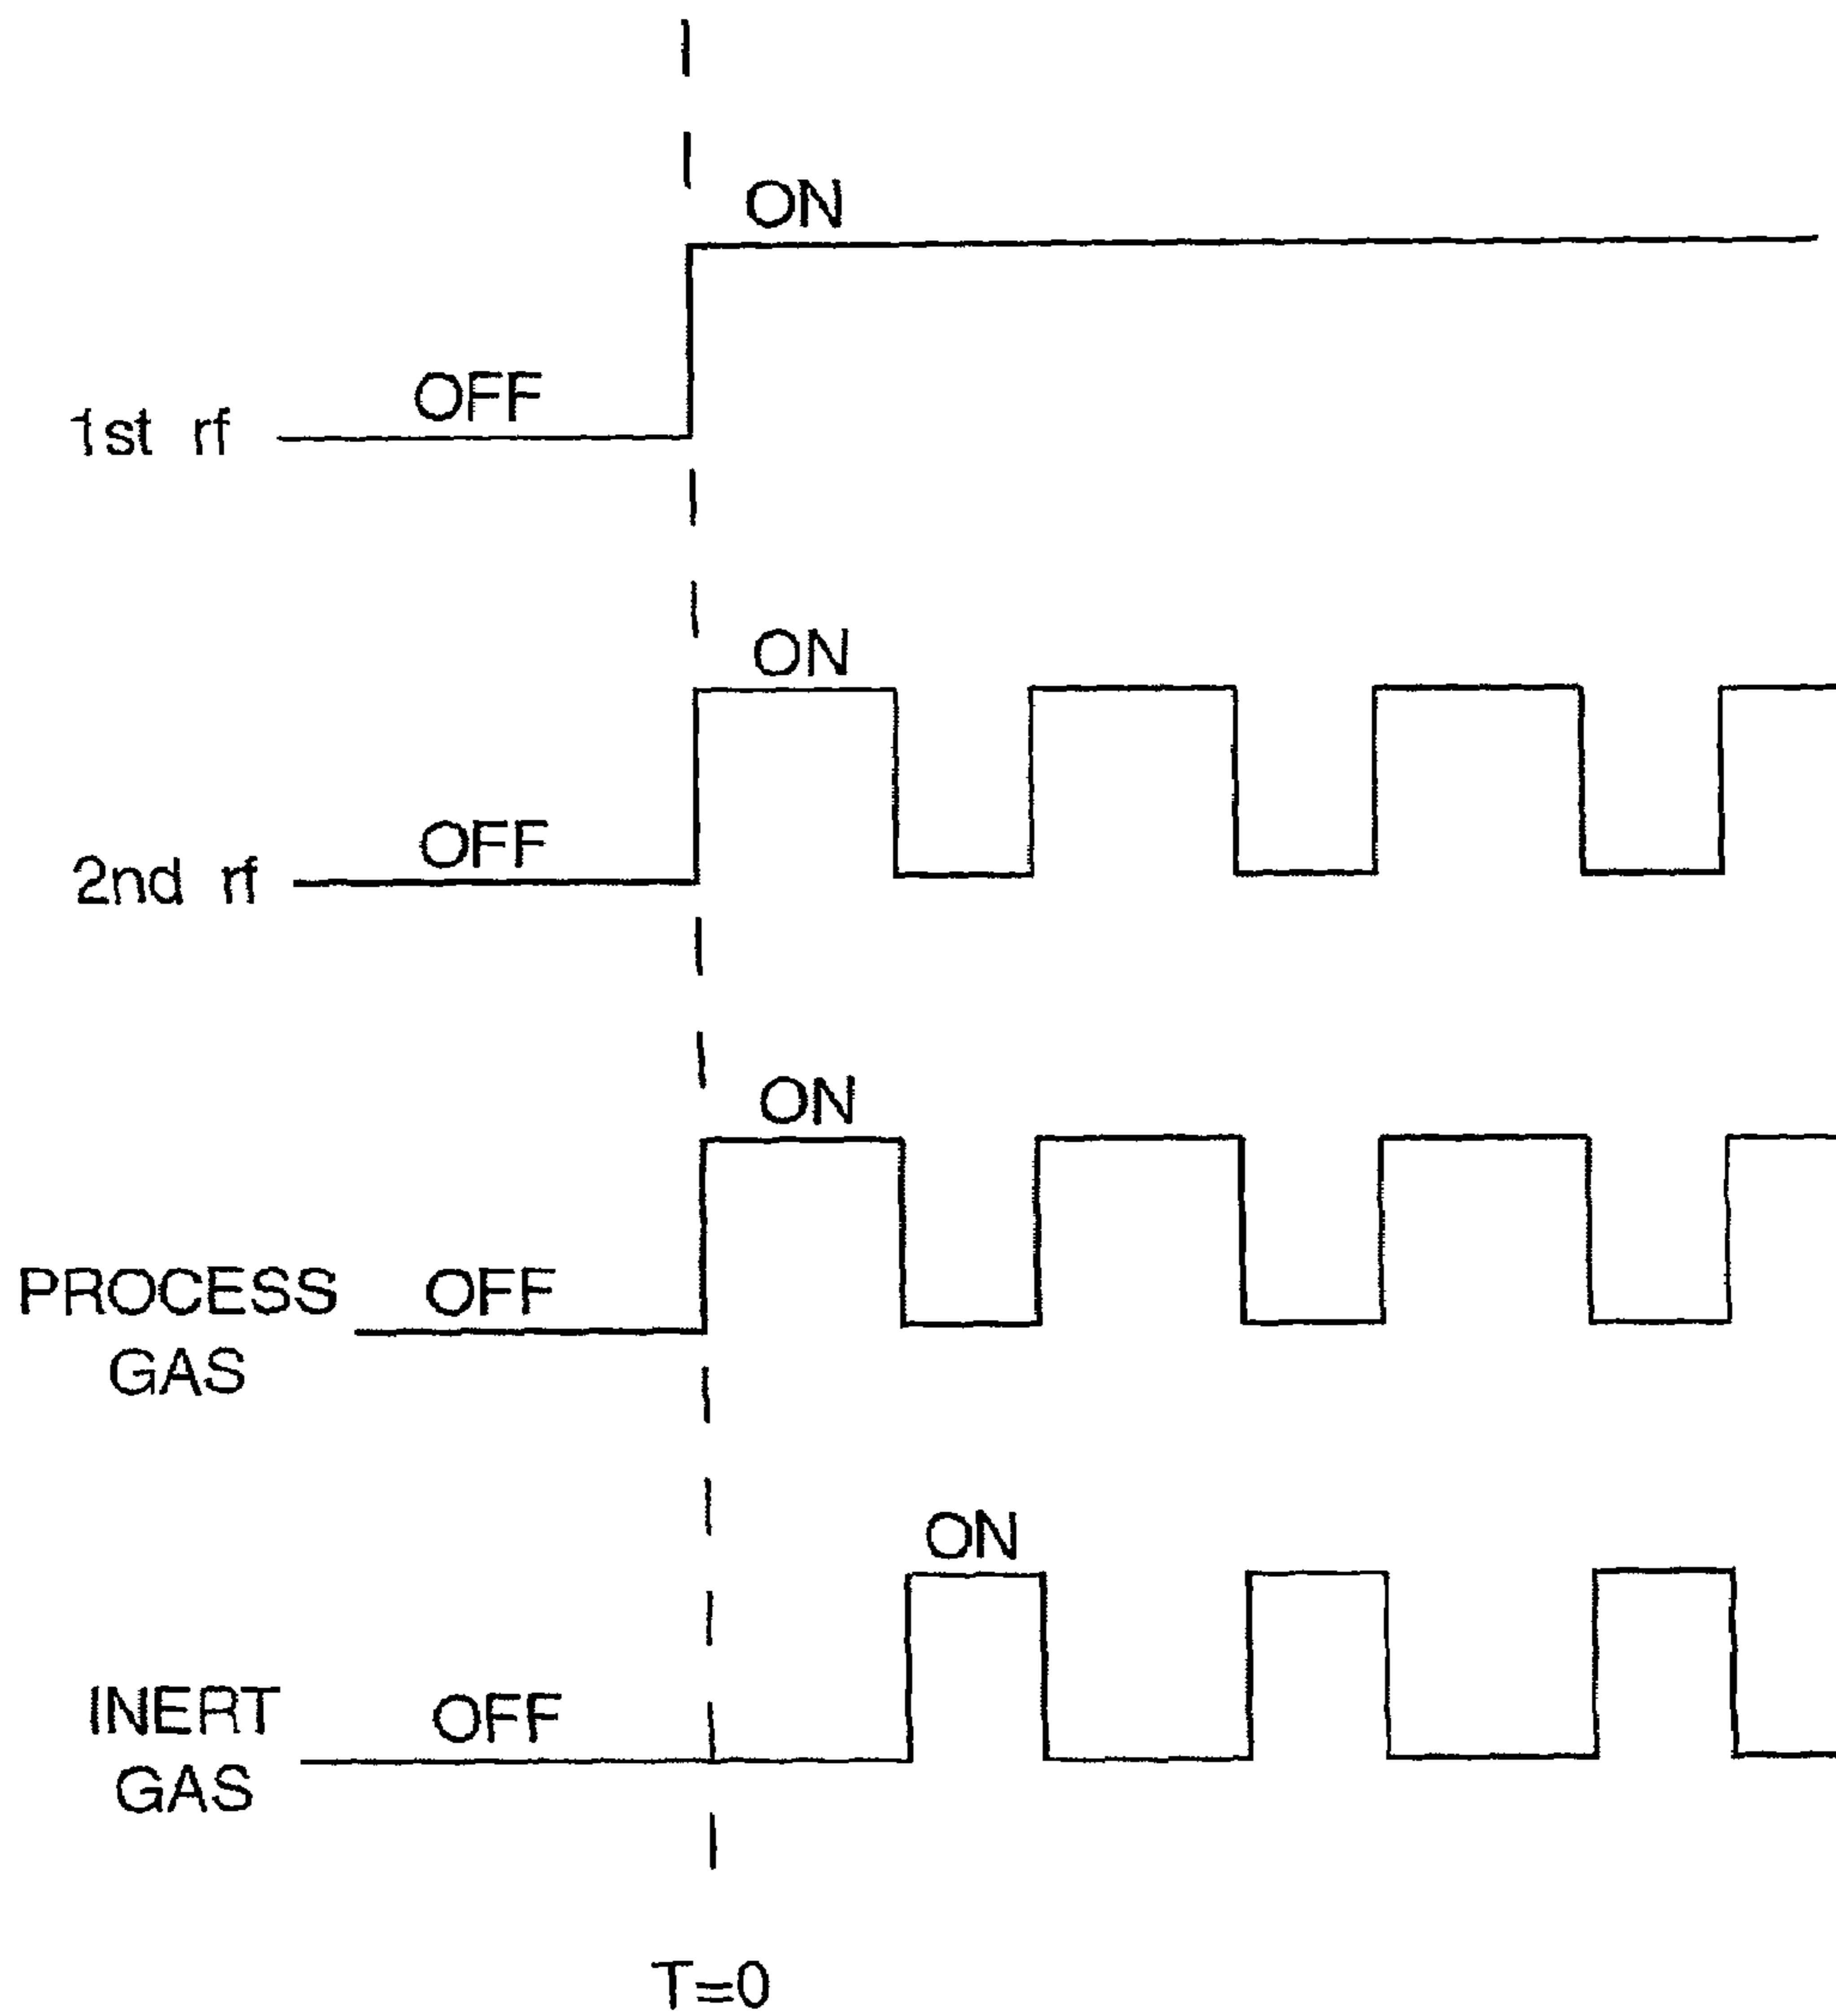 ON
OFF
1st rf
ON
OFF
2nd rf
ON
PROCESS OFF
GAS
ON
INERT OFF
GAS
T=0